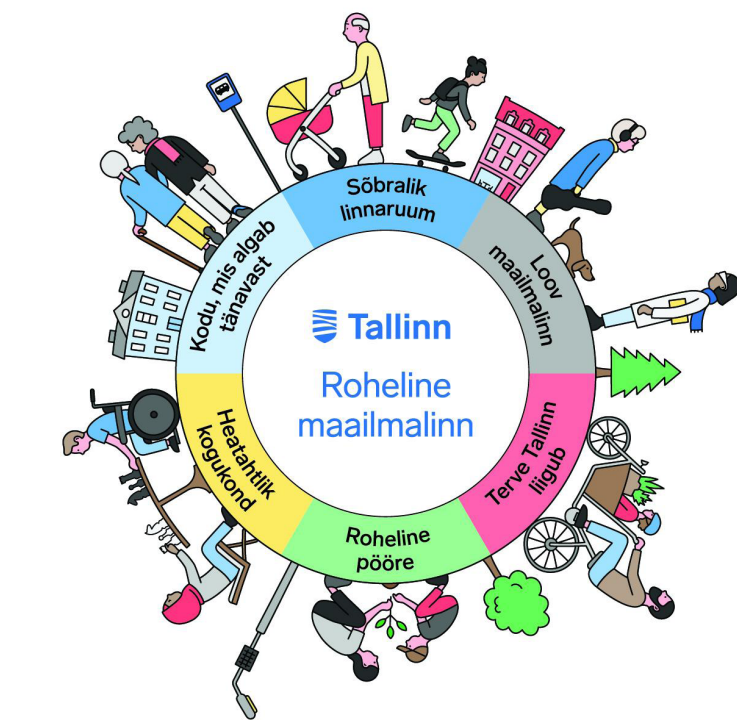 Sõbralik
linnaruum
Loov
maailmalinn
Terve Tallinn
liigub
Roheline
pööre
Heatahtlik
kogukond
Kodu, mis algab
tänavast
Tallinn
Roheline
maailmalinn